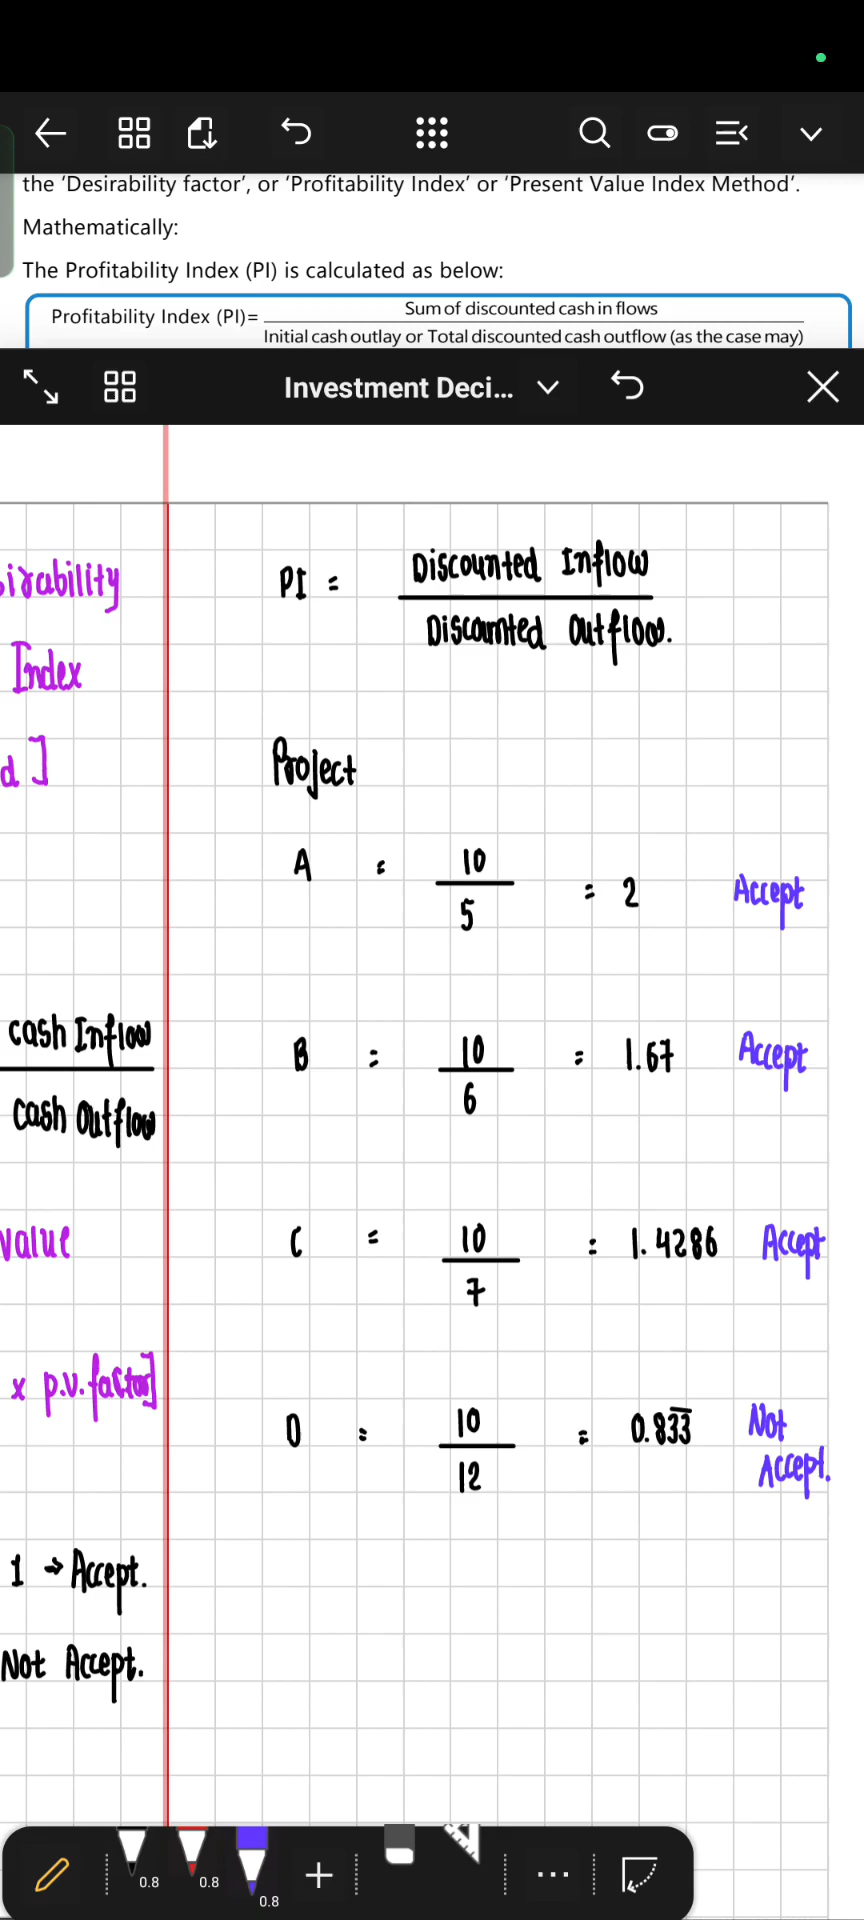 the ‘Desirability factor’, or ‘Profitability Index’ or ‘Present Value Index Method’.
Mathematically:
The Profitability Index (PI) is calculated as below:
Profitability Index (PI)= Sum of discounted cash in flows
Initial cash outlay or Total discounted cash outflow (as the case may)
Investment Deci...
PI = Discounted Inflow
Discounted Outflow.
sirability
Index
d ]
Project
A = 10
5
= 2 Accept
cash Inflow
cash Outflow
B = 10
6
= 1.67 Accept
value
C = 10
7
= 1.4286 Accept
x p.v. factor]
D = 10
12
= 0.833 Not
Accept.
1 → Accept.
Not Accept.
0.8
0.8
0.8